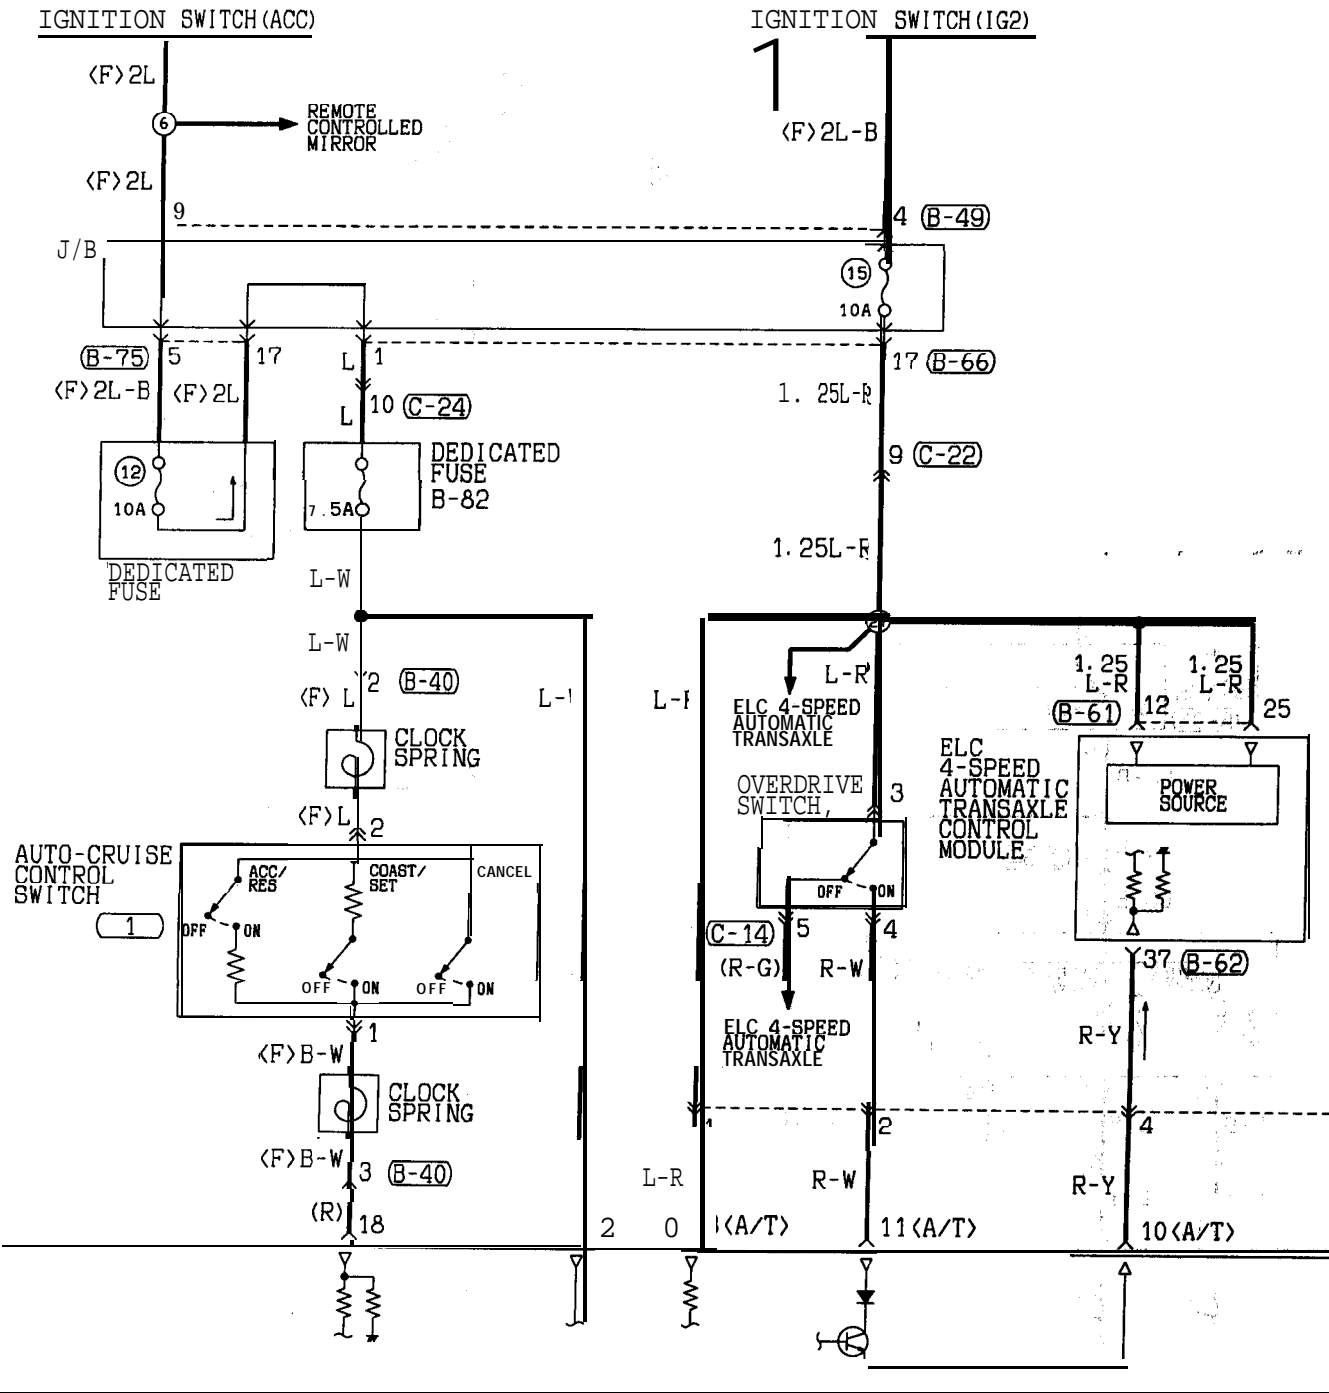 IGNITION SWITCH(ACC)
IGNITION SWITCH(IG2)
1
<F>2L
6
REMOTE
CONTROLLED
MIRROR
<F>2L-B
<F>2L
9
4 (B-49)
J/B
15
10A
(B-75) 5
17
L 1
17 (B-66)
<F>2L-B
<F>2L
1. 25L-R
L 10 (C-24)
12
10A
7.5A
DEDICATED
FUSE
B-82
9 (C-22)
DEDICATED
FUSE
L-W
1.25L-R
L-W
2 (B-40)
<F> L
L-
L-R
ELC 4-SPEED
AUTOMATIC
TRANSAXLE
1.25
L-R
1.25
L-R
(B-61) 12
25
CLOCK
SPRING
<F>L
2
OVERDRIVE
SWITCH,
3
ELC
4-SPEED
AUTOMATIC
TRANSAXLE
CONTROL
MODULE
POWER
SOURCE
AUTO-CRUISE
CONTROL
SWITCH
1
ACC/
RES
COAST/
SET
CANCEL
OFF ON
OFF ON
OFF ON
OFF ON
(C-14) 5
4
(R-G)
R-W
37 (B-62)
ELC 4-SPEED
AUTOMATIC
TRANSAXLE
R-Y
1
<F>B-W
CLOCK
SPRING
2
4
<F>B-W
3 (B-40)
L-R
R-W
R-Y
(R)
18
2 0
<A/T>
11<A/T>
10<A/T>